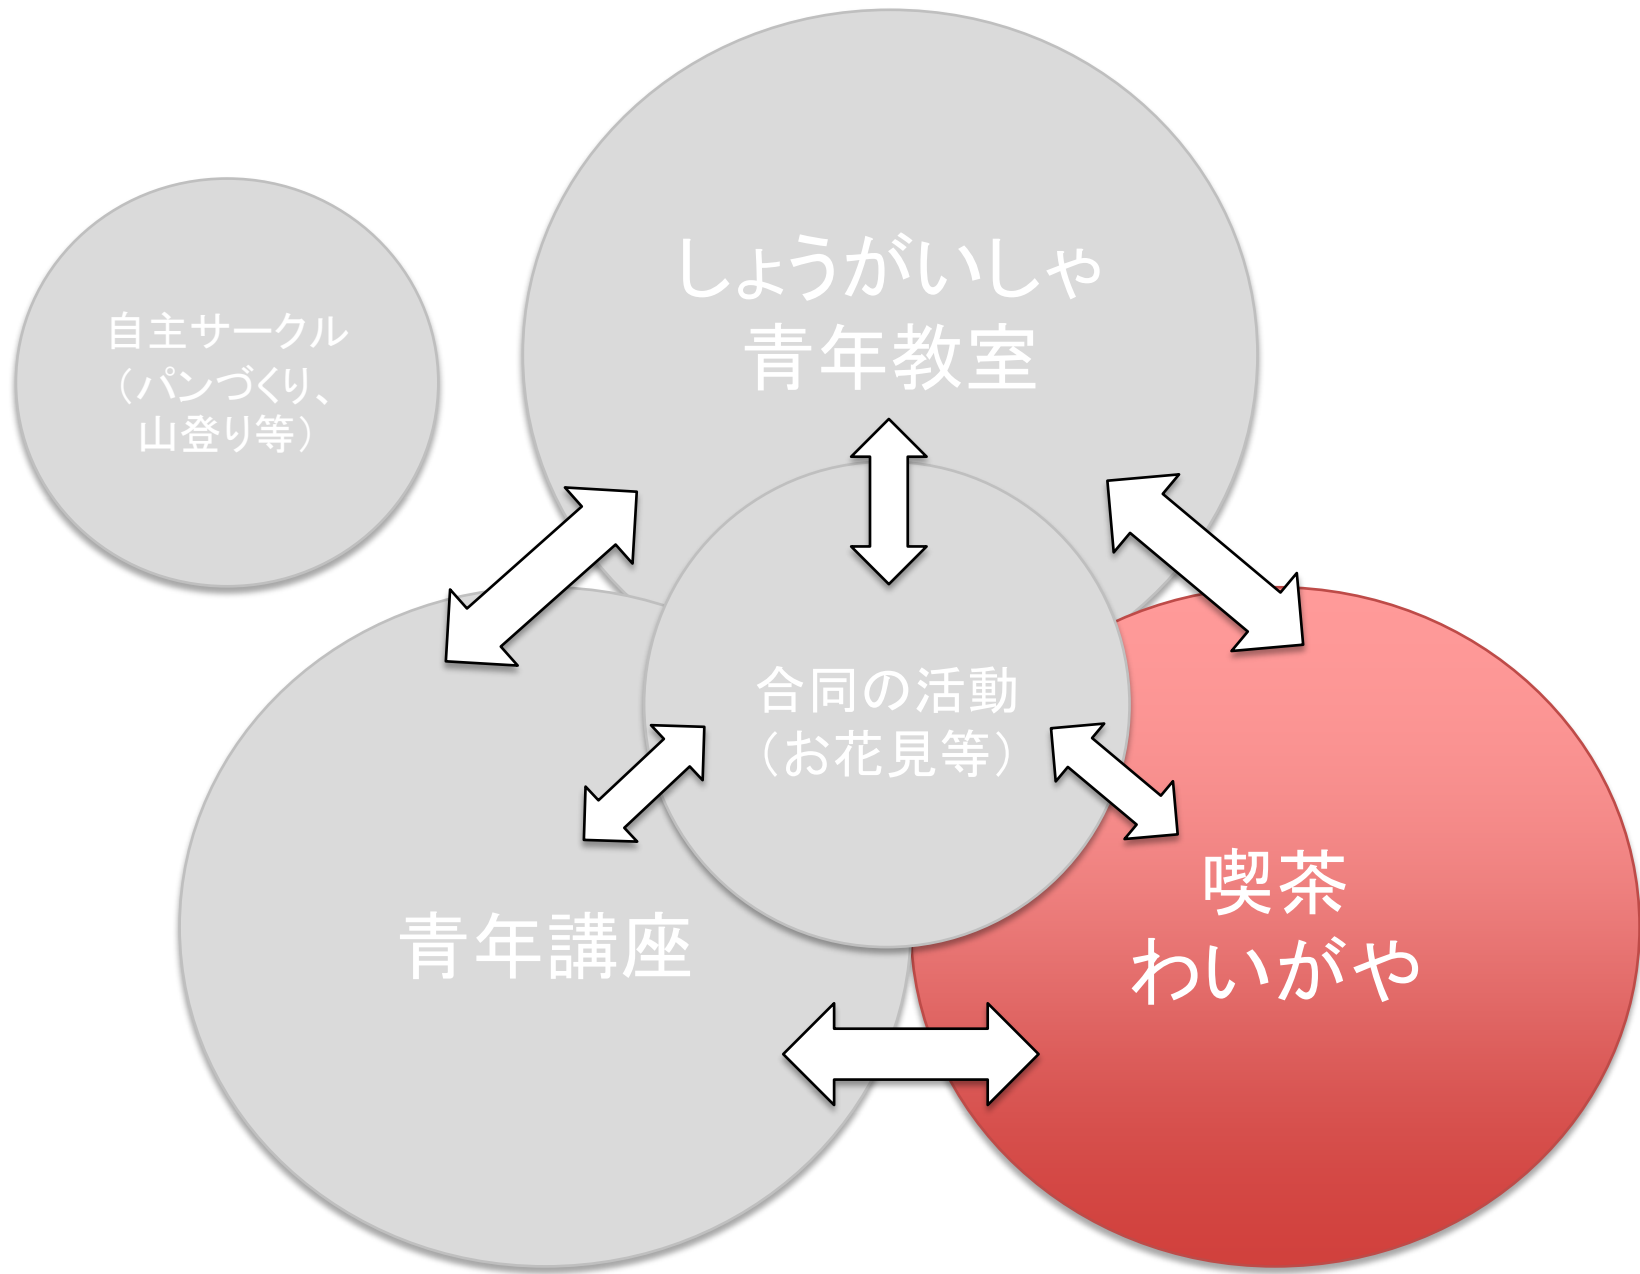 しょうがいしゃ
青年教室
自主サークル
（パンづくり、
山登り等）
合同の活動
（お花見等）
青年講座
喫茶
わいがや